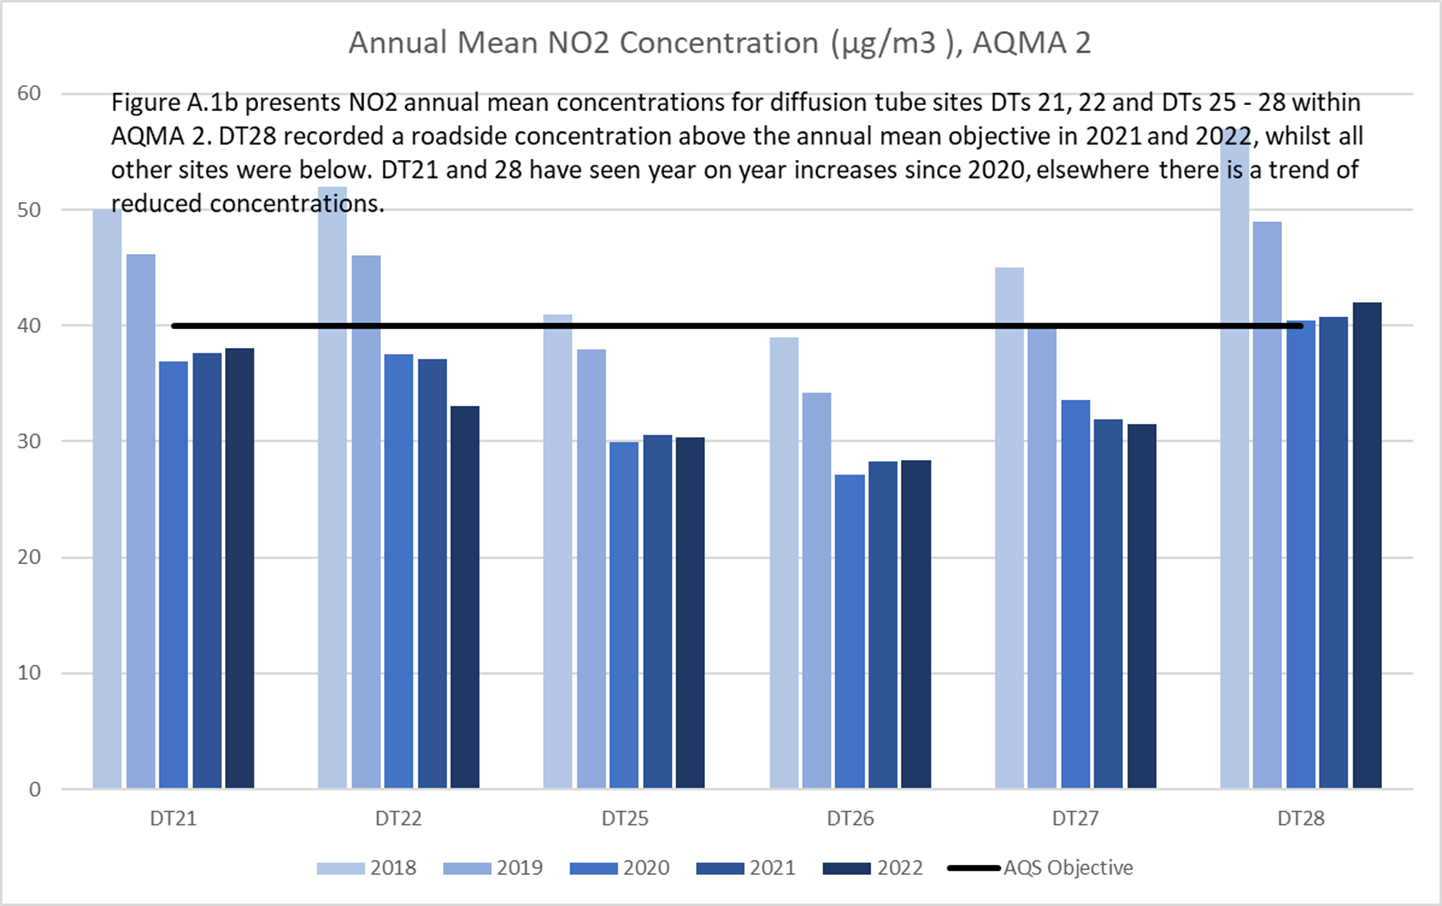 Annual Mean NO2 Concentration (µg/m3 ), AQMA 2
60
Figure A.1b presents NO2 annual mean concentrations for diffusion tube sites DTs 21, 22 and DTs 25 - 28 within
AQMA 2. DT28 recorded a roadside concentration above the annual mean objective in 2021 and 2022, whilst all
other sites were below. DT21 and 28 have seen year on year increases since 2020, elsewhere there is a trend of
reduced concentrations.
50
40
30
20
10
0
DT21 DT22 DT25 DT26 DT27 DT28
2018 2019 2020 2021 2022 AQS Objective